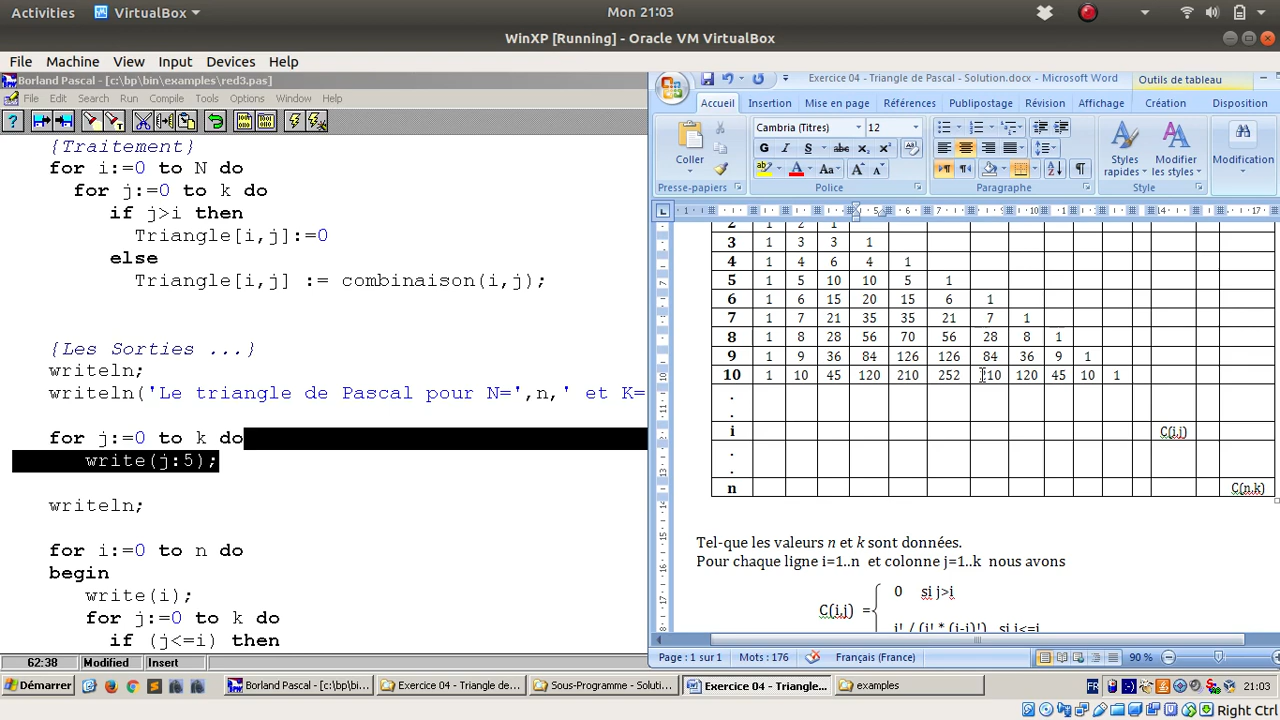 Activities VirtualBox Mon 21:03
WinXP [Running] - Oracle VM VirtualBox
File Machine View Input Devices Help
Borland Pascal - [c:\bp\bin\examples\red3.pas]
File Edit Search Run Compile Tools Options Window Help
{Traitement}
for i:=0 to N do
for j:=0 to k do
if j>i then
Triangle[i,j]:=0
else
Triangle[i,j] := combinaison(i,j);
{Les Sorties ...}
writeln;
writeln('Le triangle de Pascal pour N=',n,' et K=
for j:=0 to k do
write(j:5);
writeln;
for i:=0 to n do
begin
write(i);
for j:=0 to k do
if (j<=i) then
62:38 Modified Insert
Exercice 04 - Triangle de Pascal - Solution.docx - Microsoft Word Outils de tableau
Accueil Insertion Mise en page Références Publipostage Révision Affichage Création Disposition
Coller
Cambria (Titres) 12
Styles rapides
Modifier les styles
Modification
Presse-papiers Police Paragraphe Style
2 1 2 1
3 1 3 3 1
4 1 4 6 4 1
5 1 5 10 10 5 1
6 1 6 15 20 15 6 1
7 1 7 21 35 35 21 7 1
8 1 8 28 56 70 56 28 8 1
9 1 9 36 84 126 126 84 36 9 1
10 1 10 45 120 210 252 210 120 45 10 1
.
.
i C(i,j)
.
.
n C(n,k)
Tel-que les valeurs n et k sont données.
Pour chaque ligne i=1..n et colonne j=1..k nous avons
0 si j>i
C(i,j) =
i! / (j! * (i-j)!) si j<=i
Page : 1 sur 1 Mots : 176 Français (France) 90 %
Démarrer Borland Pascal - [c:\bp\bi... Exercice 04 - Triangle de... Sous-Programme - Soluti... Exercice 04 - Triangle... examples FR 21:03
Right Ctrl